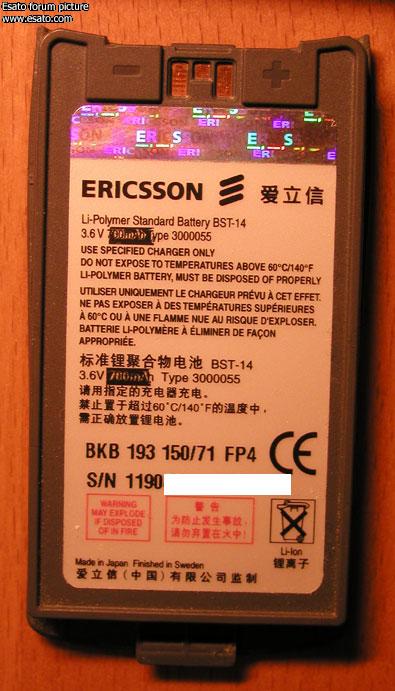 Esato forum picture
www.esato.com
ERICSSON 爱立信
Li-Polymer Standard Battery BST-14
3.6 V 700mAh Type 3000055
USE SPECIFIED CHARGER ONLY
DO NOT EXPOSE TO TEMPERATURES ABOVE 60°C/140°F
LI-POLYMER BATTERY, MUST BE DISPOSED OF PROPERLY
UTILISER UNIQUEMENT LE CHARGEUR PRÉVU À CET EFFET.
NE PAS EXPOSER À DES TEMPÉRATURES SUPÉRIEURES
À 60°C OU À UNE FLAMME NUE AU RISQUE D'EXPLOSER.
BATTERIE LI-POLYMÈRE À ÉLIMINER DE FAÇON
APPROPRIÉE.
标准锂聚合物电池 BST-14
3.6V 700mAh Type 3000055
请用指定的充电器充电。
禁止置于超过60°C/140°F的温度中，
需正确放置锂电池。
BKB 193 150/71 FP4
CE
S/N 1190
WARNING
MAY EXPLODE
IF DISPOSED
OF IN FIRE
警告
为防止发生事故，
请勿弃置在火中！
Li-Ion
锂离子
Made in Japan Finished in Sweden
爱立信（中国）有限公司监制